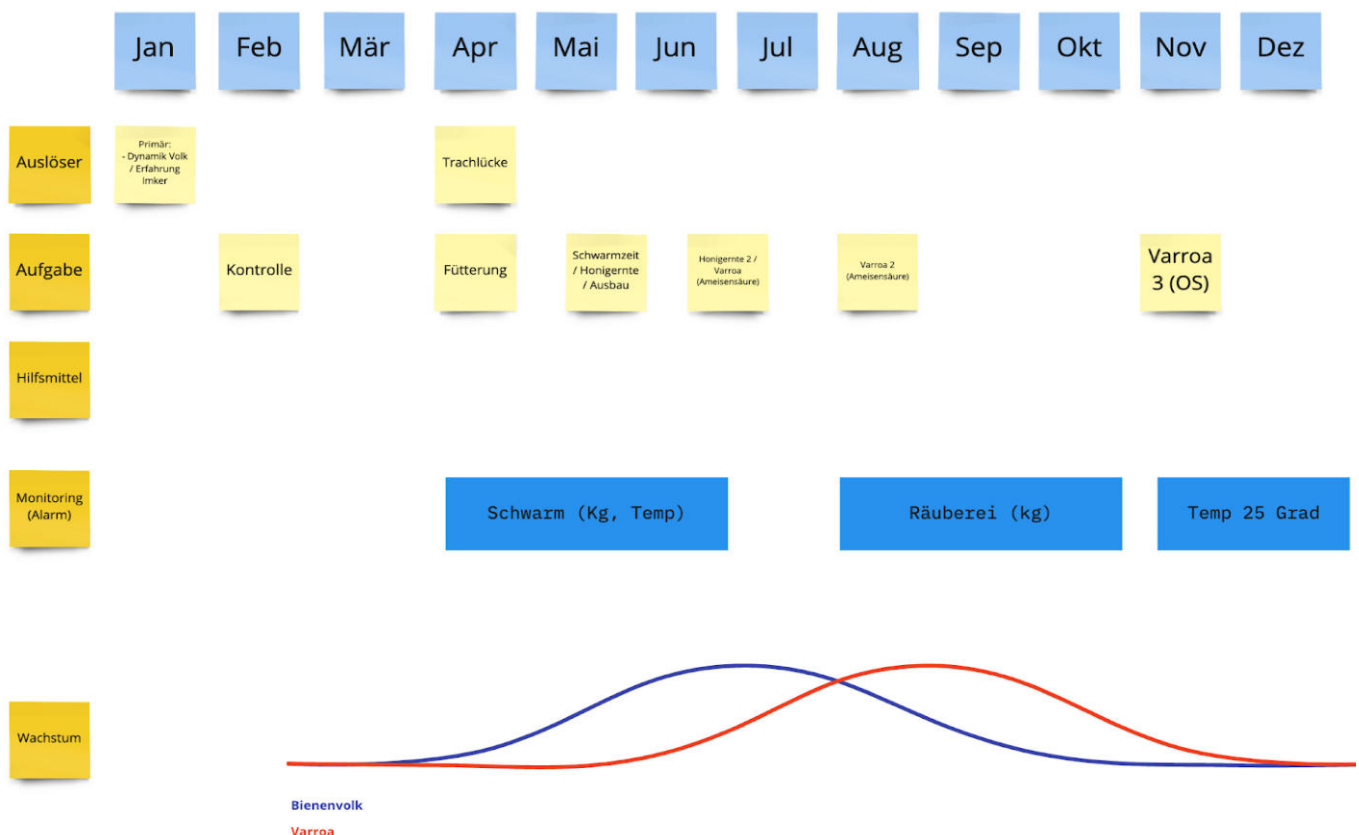 Jan
Feb
Mär
Apr
Mai
Jun
Jul
Aug
Sep
Okt
Nov
Dez
Auslöser
Primär:
- Dynamik Volk
/ Erfahrung
Imker
Trachlücke
Aufgabe
Kontrolle
Fütterung
Schwarmzeit
/ Honigernte
/ Ausbau
Honigernte 2 /
Varroa
(Ameisensäure)
Varroa 2
(Ameisensäure)
Varroa
3 (OS)
Hilfsmittel
Monitoring
(Alarm)
Schwarm (Kg, Temp)
Räuberei (kg)
Temp 25 Grad
Wachstum
Bienenvolk
Varroa